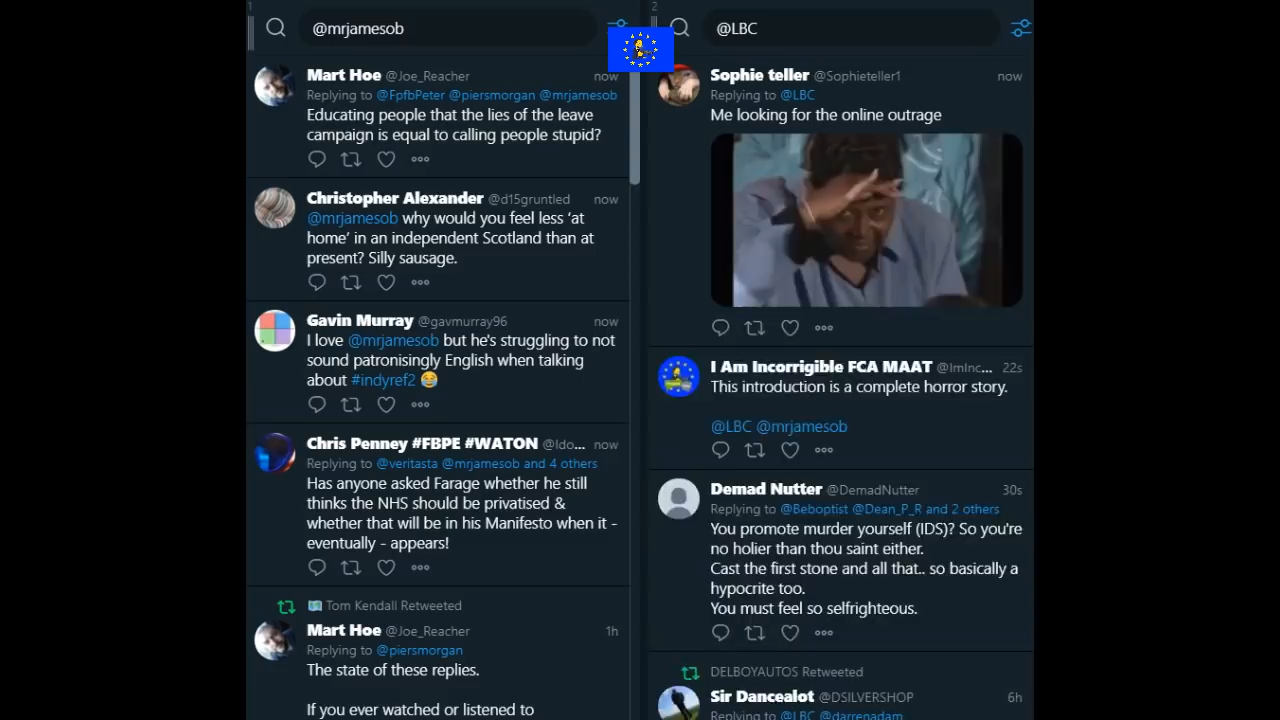 1
@mrjamesob
Mart Hoe @Joe_Reacher now
Replying to @FpfbPeter @piersmorgan @mrjamesob
Educating people that the lies of the leave
campaign is equal to calling people stupid?
Christopher Alexander @d15gruntled now
@mrjamesob why would you feel less ‘at
home’ in an independent Scotland than at
present? Silly sausage.
Gavin Murray @gavmurray96 now
I love @mrjamesob but he's struggling to not
sound patronisingly English when talking
about #indyref2 😂
Chris Penney #FBPE #WATON @Ido... now
Replying to @veritasta @mrjamesob and 4 others
Has anyone asked Farage whether he still
thinks the NHS should be privatised &
whether that will be in his Manifesto when it -
eventually - appears!
Tom Kendall Retweeted
Mart Hoe @Joe_Reacher 1h
Replying to @piersmorgan
The state of these replies.
If you ever watched or listened to
2
@LBC
Sophie teller @Sophieteller1 now
Replying to @LBC
Me looking for the online outrage
I Am Incorrigible FCA MAAT @ImInc... 22s
This introduction is a complete horror story.
@LBC @mrjamesob
Demad Nutter @DemadNutter 30s
Replying to @Beboptist @Dean_P_R and 2 others
You promote murder yourself (IDS)? So you're
no holier than thou saint either.
Cast the first stone and all that.. so basically a
hypocrite too.
You must feel so selfrighteous.
DELBOYAUTOS Retweeted
Sir Dancealot @DSILVERSHOP 6h
Replying to @LBC @darrenadam